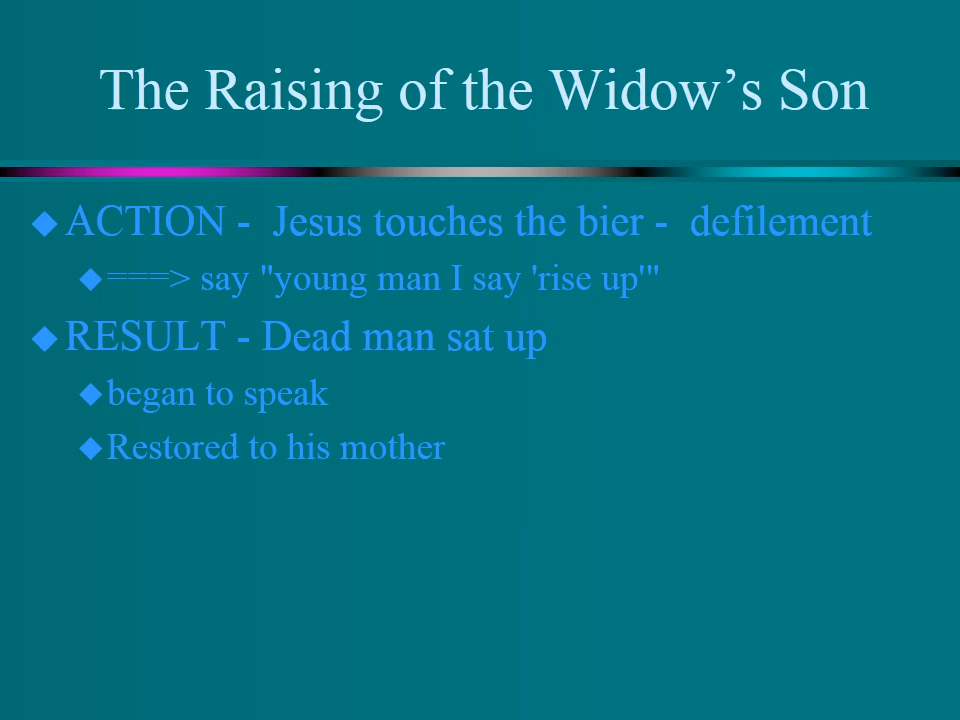 The Raising of the Widow’s Son
ACTION -  Jesus touches the bier -  defilement
===> say "young man I say 'rise up'"
RESULT - Dead man sat up
began to speak
Restored to his mother